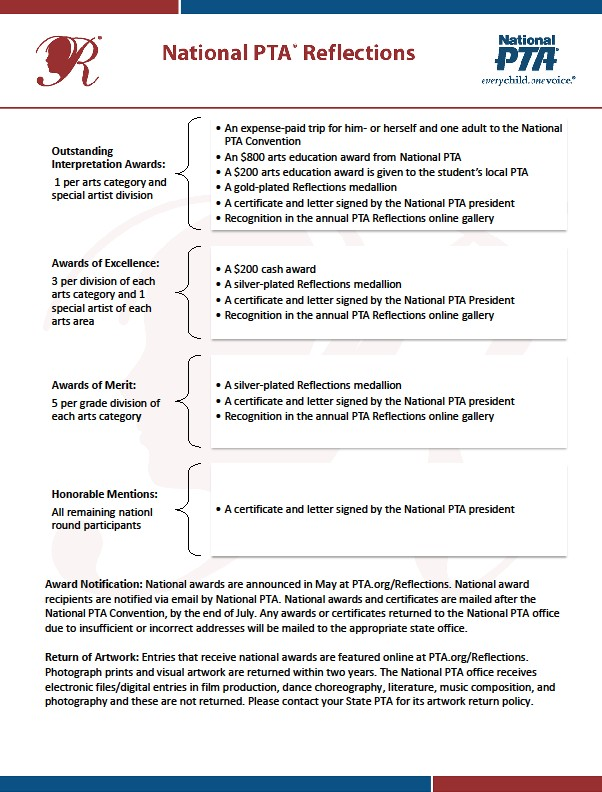 R
National PTA® Reflections
National
PTA®
everychild.onevoice.®
Outstanding
Interpretation Awards:
1 per arts category and
special artist division
• An expense-paid trip for him- or herself and one adult to the National
PTA Convention
• An $800 arts education award from National PTA
• A $200 arts education award is given to the student's local PTA
• A gold-plated Reflections medallion
• A certificate and letter signed by the National PTA president
• Recognition in the annual PTA Reflections online gallery
Awards of Excellence:
3 per division of each
arts category and 1
special artist of each
arts area
• A $200 cash award
• A silver-plated Reflections medallion
• A certificate and letter signed by the National PTA President
• Recognition in the annual PTA Reflections online gallery
Awards of Merit:
5 per grade division of
each arts category
• A silver-plated Reflections medallion
• A certificate and letter signed by the National PTA president
• Recognition in the annual PTA Reflections online gallery
Honorable Mentions:
All remaining nationl
round participants
• A certificate and letter signed by the National PTA president
Award Notification: National awards are announced in May at PTA.org/Reflections. National award
recipients are notified via email by National PTA. National awards and certificates are mailed after the
National PTA Convention, by the end of July. Any awards or certificates returned to the National PTA office
due to insufficient or incorrect addresses will be mailed to the appropriate state office.
Return of Artwork: Entries that receive national awards are featured online at PTA.org/Reflections.
Photograph prints and visual artwork are returned within two years. The National PTA office receives
electronic files/digital entries in film production, dance choreography, literature, music composition, and
photography and these are not returned. Please contact your State PTA for its artwork return policy.